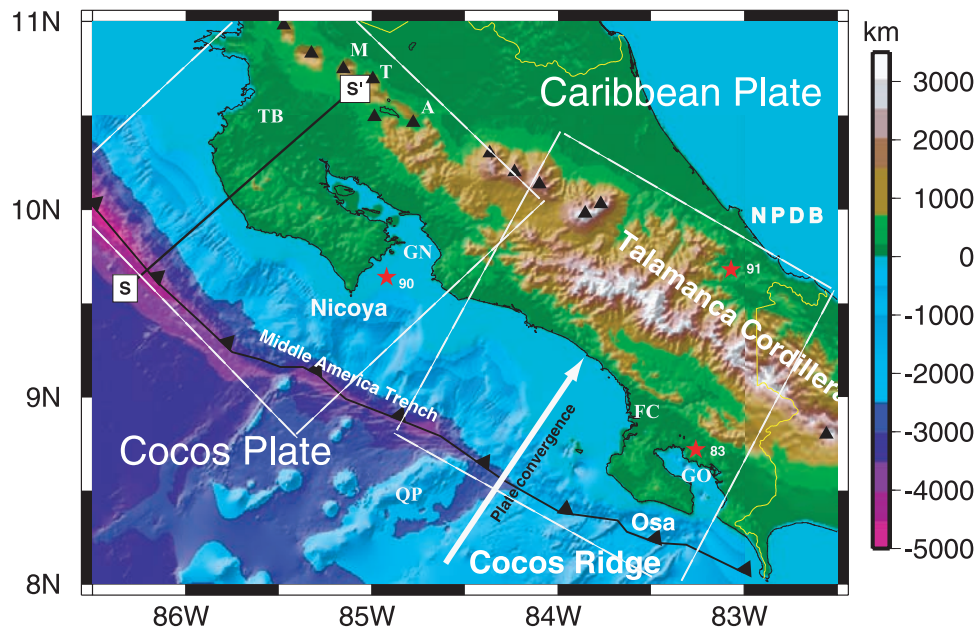 11N
10N
9N
8N
86W
85W
84W
83W
km
3000
2000
1000
0
-1000
-2000
-3000
-4000
-5000
M
T
S'
A
TB
Caribbean Plate
NPDB
GN
90
91
Talamanca Cordillera
S
Nicoya
Middle America Trench
Cocos Plate
Plate convergence
FC
83
GO
QP
Osa
Cocos Ridge